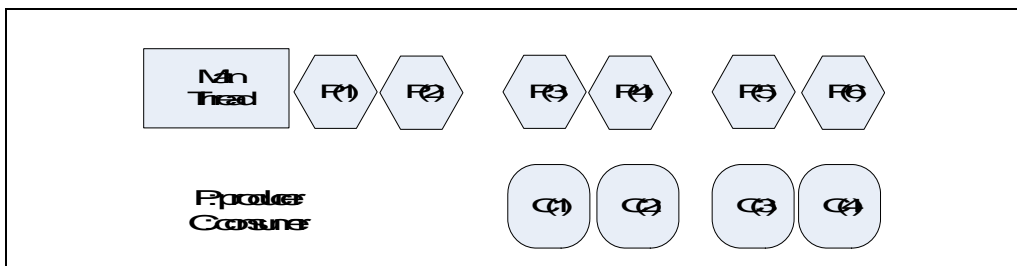 Main
Thread
P(1) P(2) P(3) P(4) P(5) P(6)
P:producer
C:consumer
C(1) C(2) C(3) C(4)